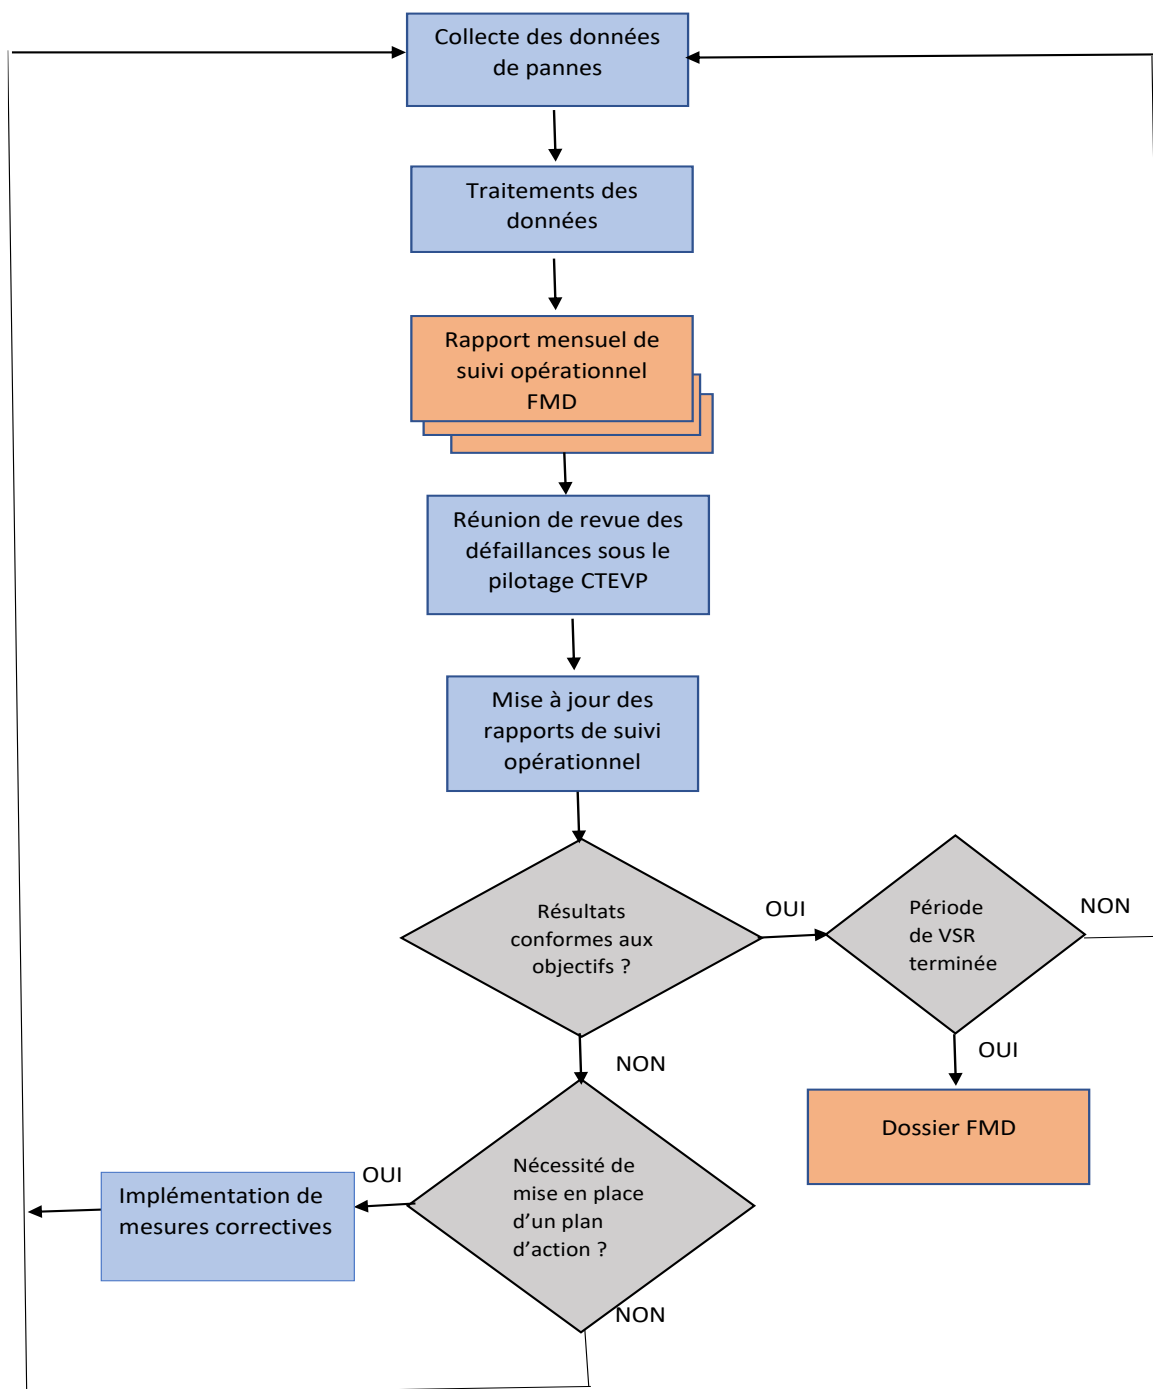 Collecte des données
de pannes
Traitements des
données
Rapport mensuel de
suivi opérationnel
FMD
Réunion de revue des
défaillances sous le
pilotage CTEVP
Mise à jour des
rapports de suivi
opérationnel
Résultats
conformes aux
objectifs ?
OUI
Période
de VSR
terminée
NON
OUI
NON
Dossier FMD
Nécessité de
mise en place
d’un plan
d’action ?
OUI
Implémentation de
mesures correctives
NON